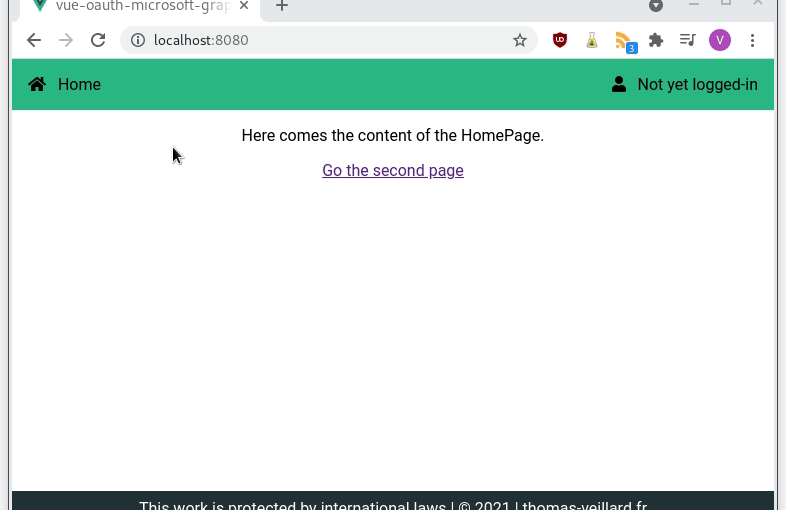 vue-oauth-microsoft-grap
localhost:8080
3
V
Home
Not yet logged-in
Here comes the content of the HomePage.
Go the second page
This work is protected by international laws | © 2021 | thomas-veillard.fr